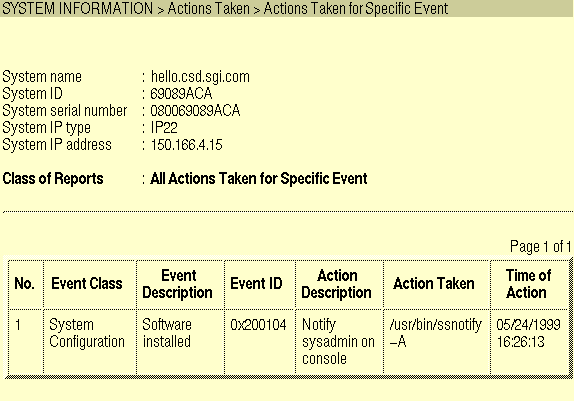 SYSTEM INFORMATION > Actions Taken > Actions Taken for Specific Event
System name : hello.csd.sgi.com
System ID : 69089ACA
System serial number : 080069089ACA
System IP type : IP22
System IP address : 150.166.4.15
Class of Reports : All Actions Taken for Specific Event
Page 1 of 1
No. Event Class Event Description Event ID Action Description Action Taken Time of Action
1 System Configuration Software installed 0x200104 Notify sysadmin on console /usr/bin/ssnotify -A 05/24/1999 16:26:13